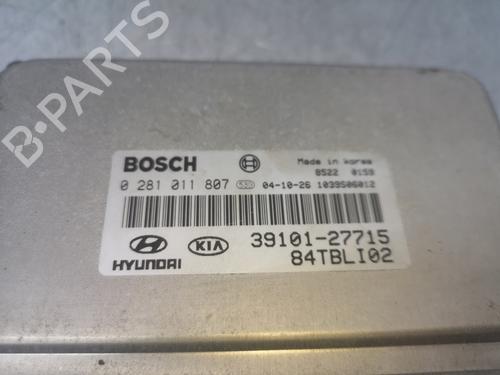 B-PARTS
BOSCH
Made in Korea
8522 0159
0 281 011 807 04-10-26 1039S06012
39101-27715
HYUNDAI KIA
84TBLI02